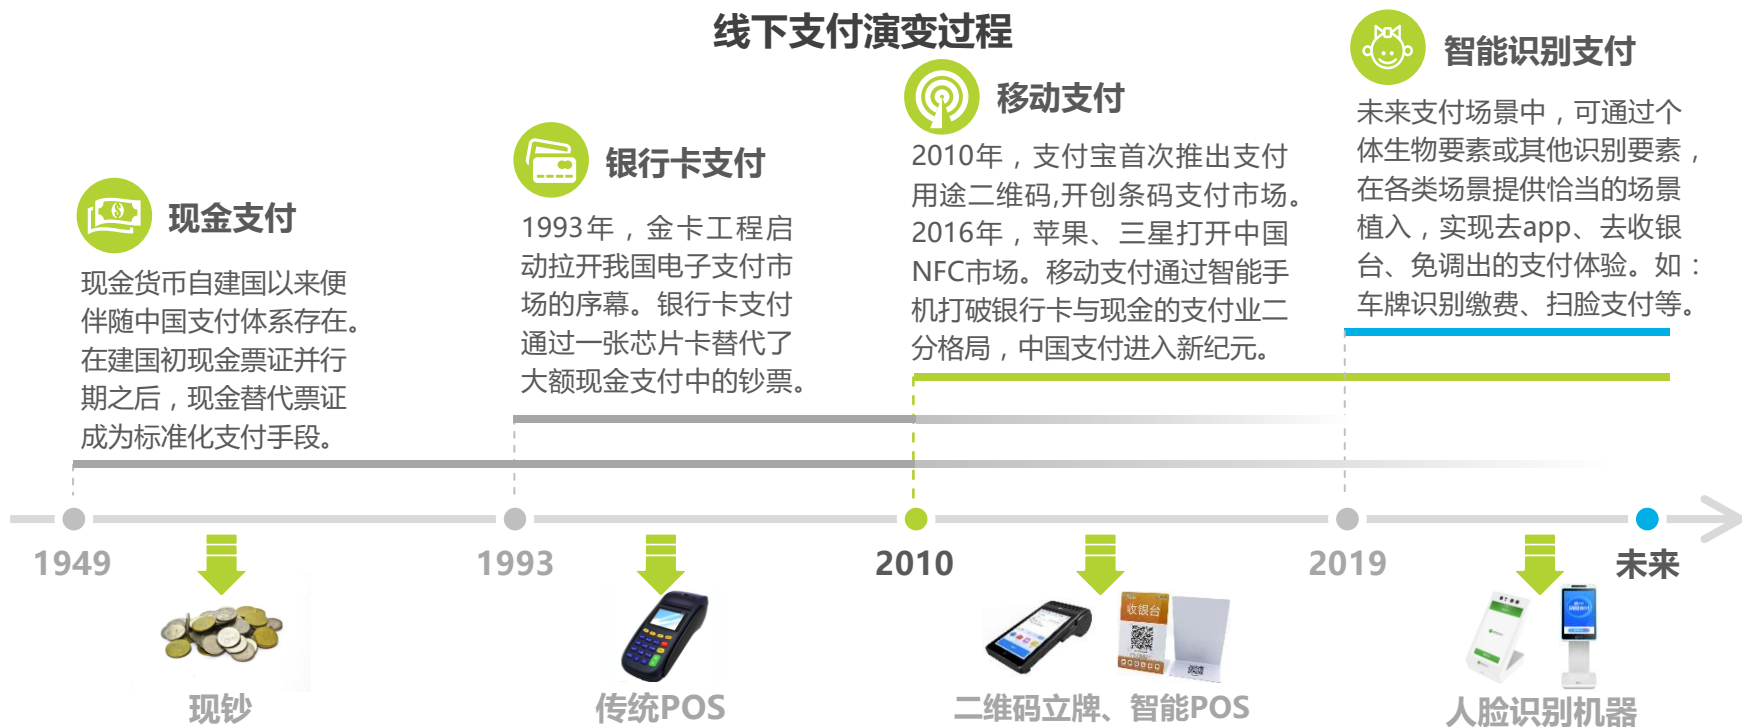 线下支付演变过程
现金支付
现金货币自建国以来便
伴随中国支付体系存在。
在建国初现金票证并行
期之后，现金替代票证
成为标准化支付手段。
银行卡支付
1993年，金卡工程启
动拉开我国电子支付市
场的序幕。银行卡支付
通过一张芯片卡替代了
大额现金支付中的钞票。
移动支付
2010年，支付宝首次推出支付
用途二维码,开创条码支付市场。
2016年，苹果、三星打开中国
NFC市场。移动支付通过智能手
机打破银行卡与现金的支付业二
分格局，中国支付进入新纪元。
智能识别支付
未来支付场景中，可通过个
体生物要素或其他识别要素，
在各类场景提供恰当的场景
植入，实现去app、去收银
台、免调出的支付体验。如：
车牌识别缴费、扫脸支付等。
1949
1993
2010
2019
未来
收银台
现钞
传统POS
二维码立牌、智能POS
人脸识别机器